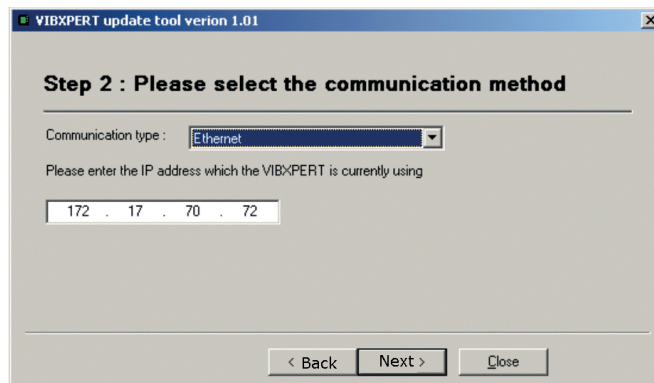 VIBXPERT update tool verion 1.01
Step 2 : Please select the communication method
Communication type : Ethernet
Please enter the IP address which the VIBXPERT is currently using
172 . 17 . 70 . 72
< Back Next > Close